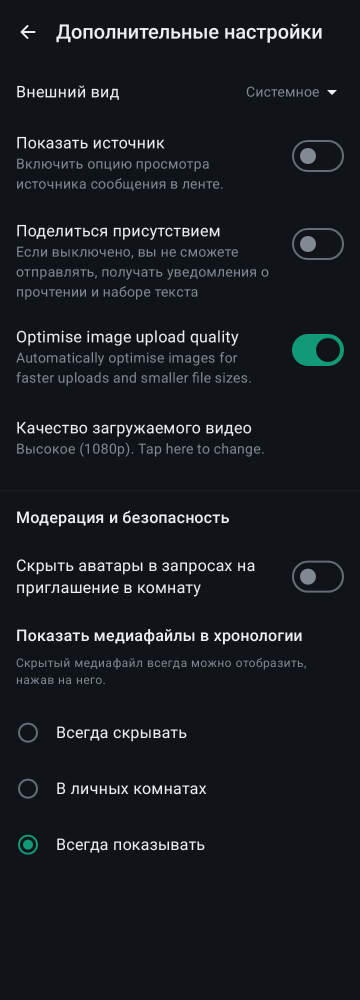 Дополнительные настройки
Внешний вид
Системное
Показать источник
Включить опцию просмотра
источника сообщения в ленте.
Поделиться присутствием
Если выключено, вы не сможете
отправлять, получать уведомления о
прочтении и наборе текста
Optimise image upload quality
Automatically optimise images for
faster uploads and smaller file sizes.
Качество загружаемого видео
Высокое (1080p). Tap here to change.
Модерация и безопасность
Скрыть аватары в запросах на
приглашение в комнату
Показать медиафайлы в хронологии
Скрытый медиафайл всегда можно отобразить,
нажав на него.
Всегда скрывать
В личных комнатах
Всегда показывать